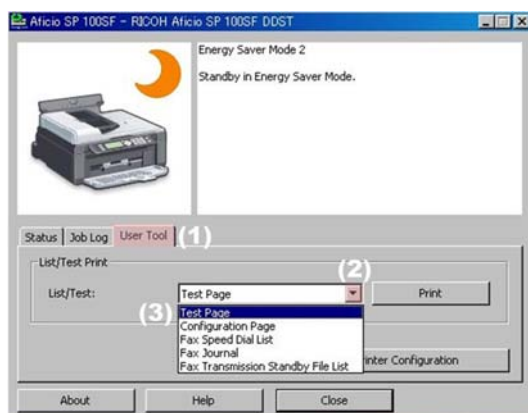 Aficio SP 100SF - RICOH Aficio SP 100SF DDST
Energy Saver Mode 2
Standby in Energy Saver Mode.
Status Job Log User Tool (1)
List/Test Print
(2)
List/Test: Test Page Print
(3) Test Page
Configuration Page
Fax Speed Dial List
Fax Journal
Fax Transmission Standby File List
Configuration
About Help Close